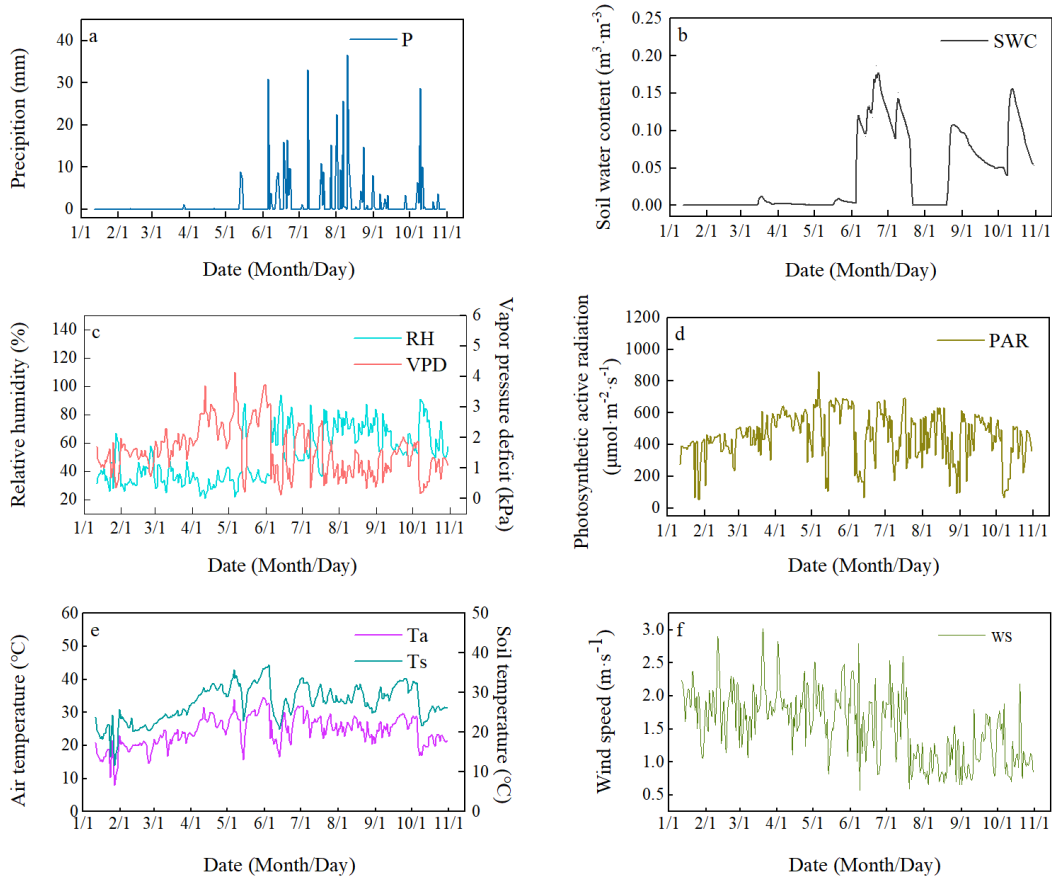 a
P
40
30
20
10
0
Precipition (mm)
1/1 2/1 3/1 4/1 5/1 6/1 7/1 8/1 9/1 10/1 11/1
Date (Month/Day)
b
SWC
0.25
0.20
0.15
0.10
0.05
0.00
Soil water content (m³·m⁻³)
1/1 2/1 3/1 4/1 5/1 6/1 7/1 8/1 9/1 10/1 11/1
Date (Month/Day)
c
RH
VPD
140
120
100
80
60
40
20
Relative humidity (%)
6
5
4
3
2
1
0
Vapor pressure deficit (kPa)
1/1 2/1 3/1 4/1 5/1 6/1 7/1 8/1 9/1 10/1 11/1
Date (Month/Day)
d
PAR
1200
1000
800
600
400
200
0
Photosynthetic active radiation
(μmol·m⁻²·s⁻¹)
1/1 2/1 3/1 4/1 5/1 6/1 7/1 8/1 9/1 10/1 11/1
Date (Month/Day)
e
Ta
Ts
60
50
40
30
20
10
0
Air temperature (°C)
50
40
30
20
10
0
Soil temperature (°C)
1/1 2/1 3/1 4/1 5/1 6/1 7/1 8/1 9/1 10/1 11/1
Date (Month/Day)
f
ws
3.0
2.5
2.0
1.5
1.0
0.5
Wind speed (m·s⁻¹)
1/1 2/1 3/1 4/1 5/1 6/1 7/1 8/1 9/1 10/1 11/1
Date (Month/Day)